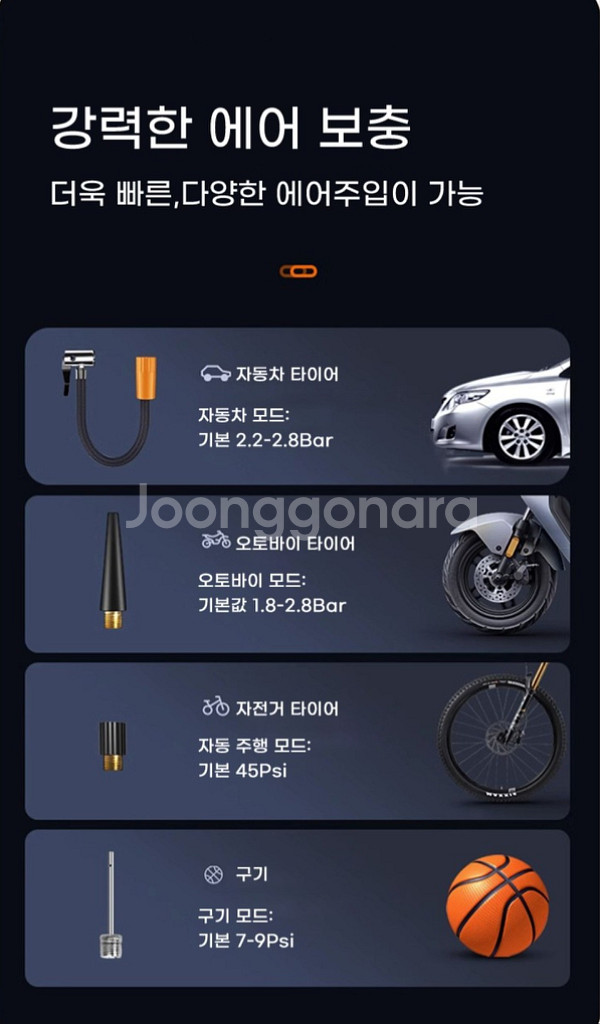 강력한 에어 보충
더욱 빠른,다양한 에어주입이 가능
자동차 타이어
자동차 모드:
기본 2.2-2.8Bar
Joonggonara
오토바이 타이어
오토바이 모드:
기본값 1.8-2.8Bar
자전거 타이어
자동 주행 모드:
기본 45Psi
구기
구기 모드:
기본 7-9Psi